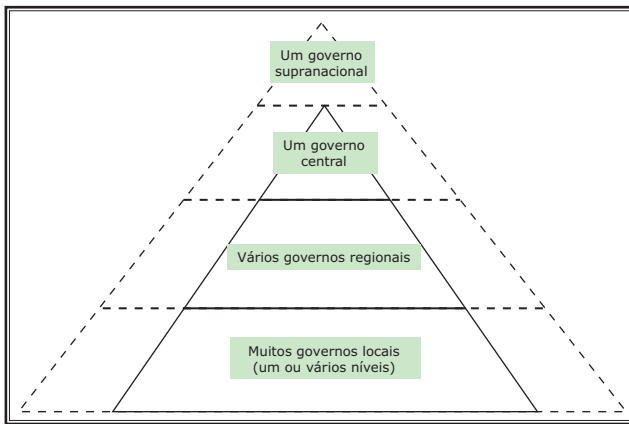 Um governo
supranacional
Um governo
central
Vários governos regionais
Muitos governos locais
(um ou vários níveis)